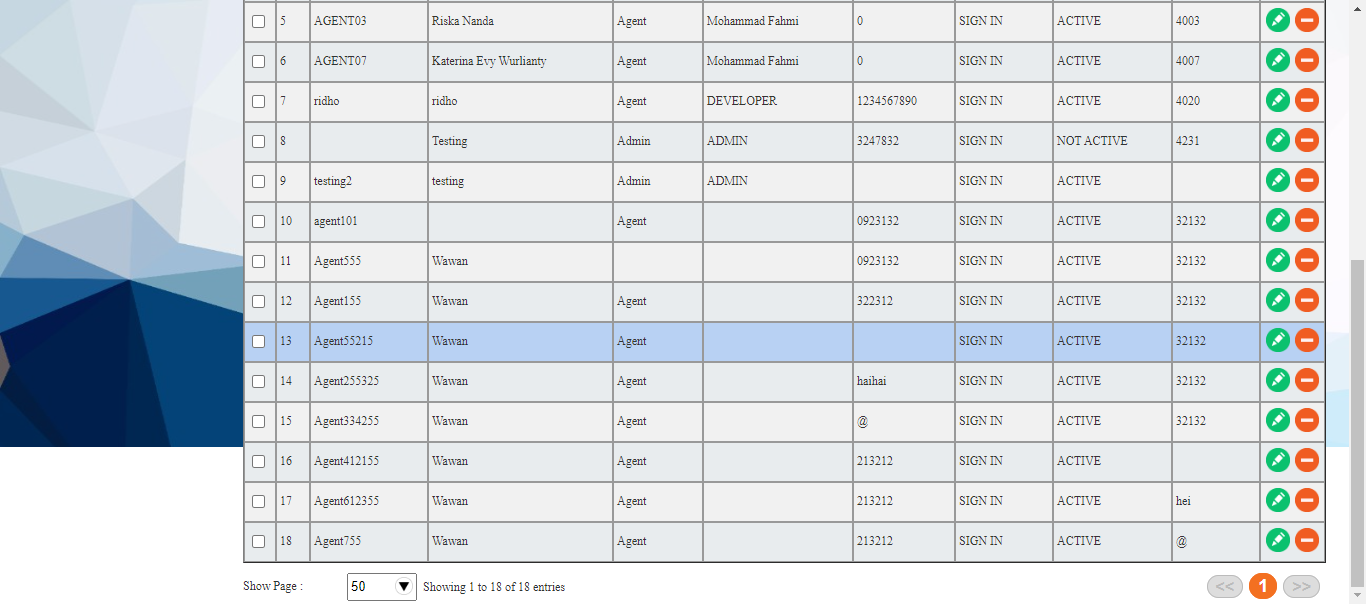 5 AGENT03 Riska Nanda Agent Mohammad Fahmi 0 SIGN IN ACTIVE 4003
6 AGENT07 Katerina Evy Wurlianty Agent Mohammad Fahmi 0 SIGN IN ACTIVE 4007
7 ridho ridho Agent DEVELOPER 1234567890 SIGN IN ACTIVE 4020
8 Testing Admin ADMIN 3247832 SIGN IN NOT ACTIVE 4231
9 testing2 testing Admin ADMIN SIGN IN ACTIVE
10 agent101 Agent 0923132 SIGN IN ACTIVE 32132
11 Agent555 Wawan 0923132 SIGN IN ACTIVE 32132
12 Agent155 Wawan Agent 322312 SIGN IN ACTIVE 32132
13 Agent55215 Wawan Agent SIGN IN ACTIVE 32132
14 Agent255325 Wawan Agent haihai SIGN IN ACTIVE 32132
15 Agent334255 Wawan Agent @ SIGN IN ACTIVE 32132
16 Agent412155 Wawan Agent 213212 SIGN IN ACTIVE
17 Agent612355 Wawan Agent 213212 SIGN IN ACTIVE hei
18 Agent755 Wawan Agent 213212 SIGN IN ACTIVE @
Show Page : 50 Showing 1 to 18 of 18 entries << 1 >>